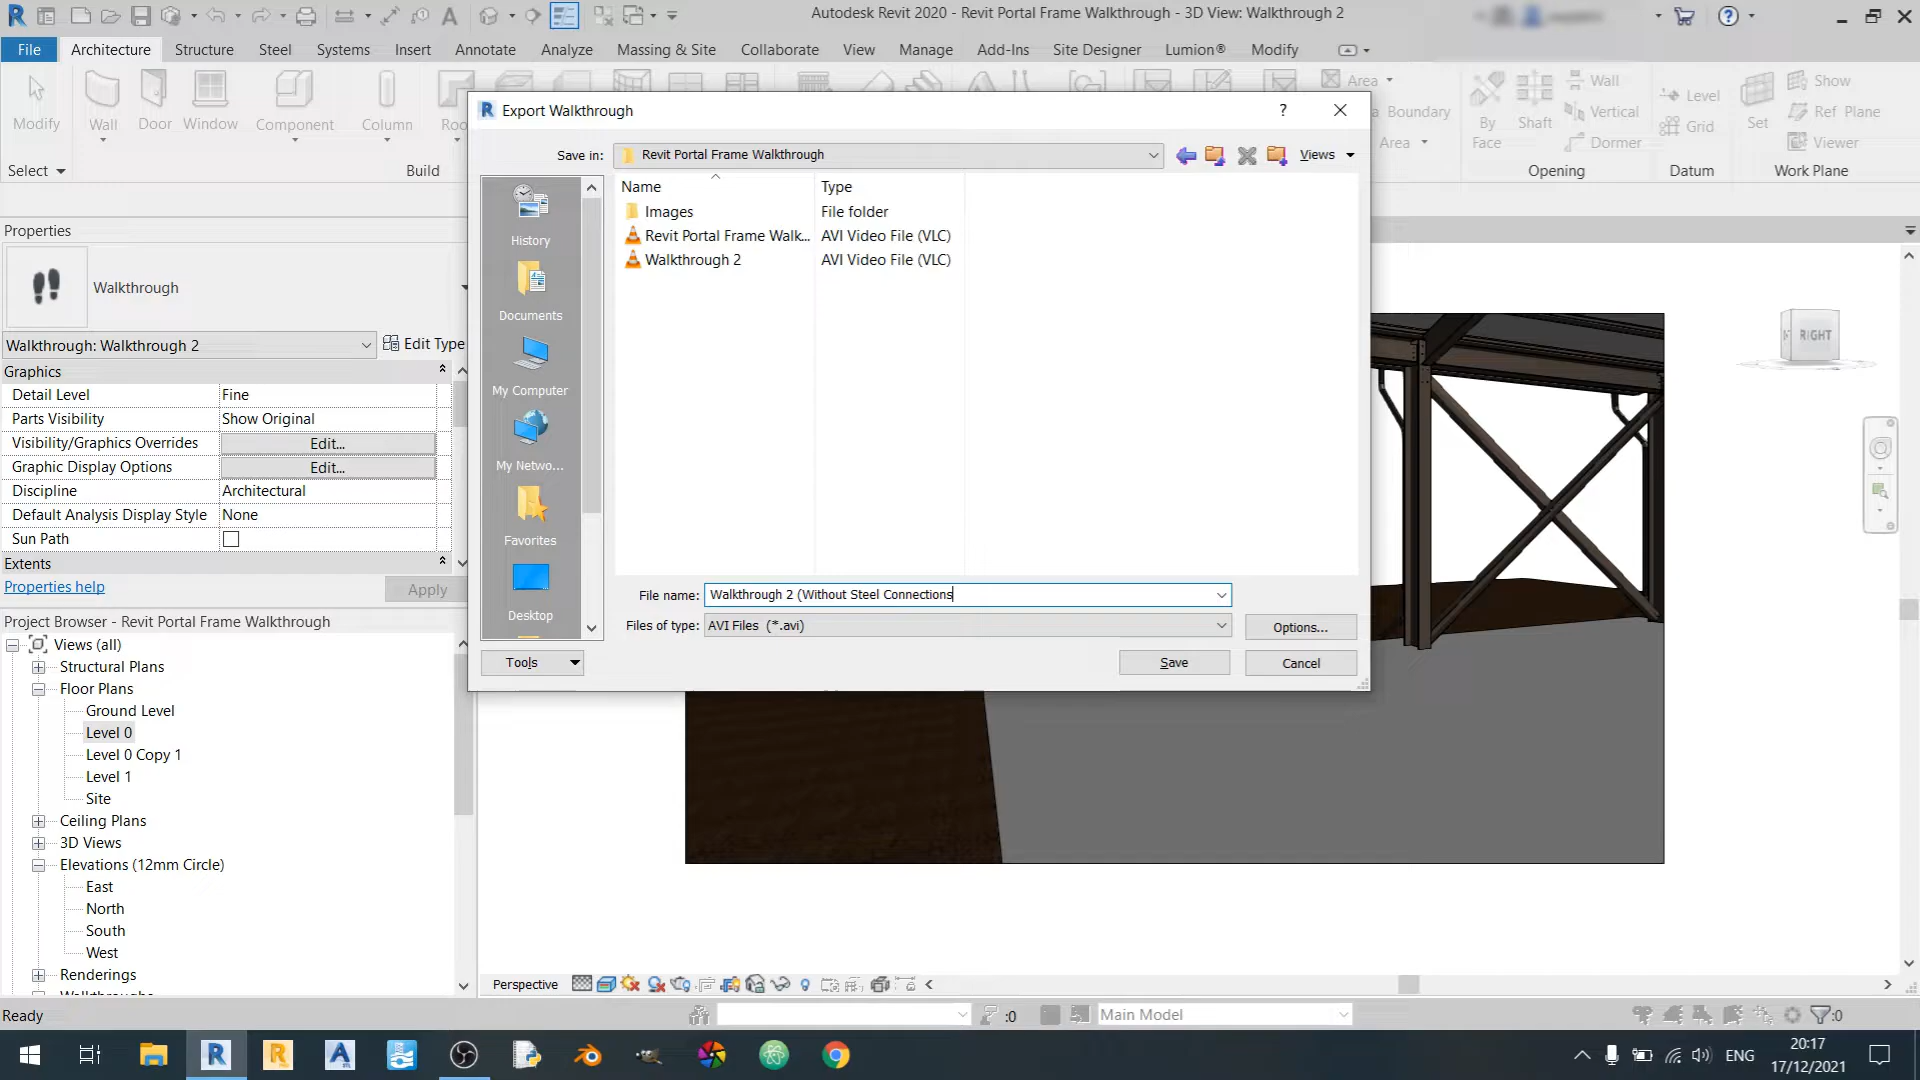 Autodesk Revit 2020 - Revit Portal Frame Walkthrough - 3D View: Walkthrough 2
File Architecture Structure Steel Systems Insert Annotate Analyze Massing & Site Collaborate View Manage Add-Ins Site Designer Lumion® Modify
Modify Wall Door Window Component Column Roo
Area Boundary
Area
By Face Shaft Wall Vertical Dormer
Level Grid
Set Show Ref Plane Viewer
Select Build Opening Datum Work Plane
Export Walkthrough
Save in: Revit Portal Frame Walkthrough Views
Name Type
Images File folder
Revit Portal Frame Walk... AVI Video File (VLC)
Walkthrough 2 AVI Video File (VLC)
History
Documents
My Computer
My Netwo...
Favorites
Desktop
File name: Walkthrough 2 (Without Steel Connections
Files of type: AVI Files (*.avi) Options...
Tools Save Cancel
Properties
Walkthrough
Walkthrough: Walkthrough 2 Edit Type
Graphics
Detail Level Fine
Parts Visibility Show Original
Visibility/Graphics Overrides Edit...
Graphic Display Options Edit...
Discipline Architectural
Default Analysis Display Style None
Sun Path
Extents
Properties help Apply
Project Browser - Revit Portal Frame Walkthrough
Views (all)
Structural Plans
Floor Plans
Ground Level
Level 0
Level 0 Copy 1
Level 1
Site
Ceiling Plans
3D Views
Elevations (12mm Circle)
East
North
South
West
Renderings
RIGHT
Perspective
Ready
:0 Main Model :0
ENG 20:17
17/12/2021